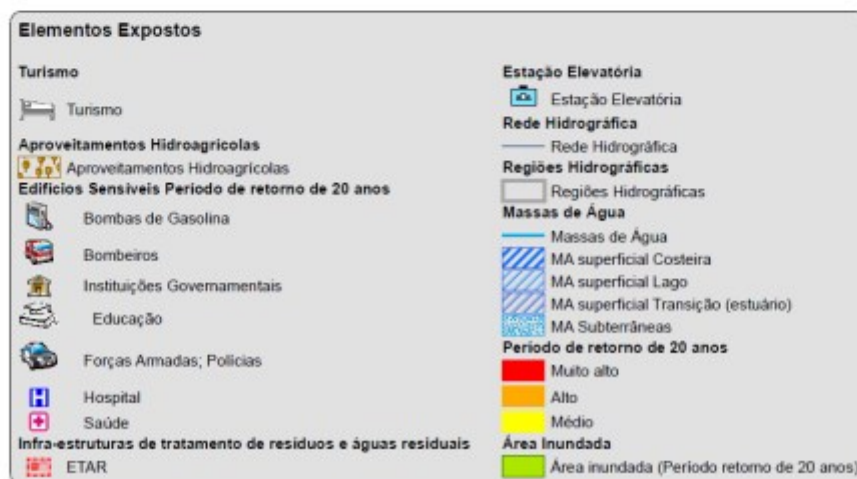 Elementos Expostos
Turismo
Turismo
Aproveitamentos Hidroagrícolas
Aproveitamentos Hidroagrícolas
Edifícios Sensíveis Período de retorno de 20 anos
Bombas de Gasolina
Bombeiros
Instituições Governamentais
Educação
Forças Armadas; Polícias
Hospital
Saúde
Infra-estruturas de tratamento de resíduos e águas residuais
ETAR
Estação Elevatória
Estação Elevatória
Rede Hidrográfica
Rede Hidrográfica
Regiões Hidrográficas
Regiões Hidrográficas
Massas de Água
Massas de Água
MA superficial Costeira
MA superficial Lago
MA superficial Transição (estuário)
MA Subterrâneas
Período de retorno de 20 anos
Muito alto
Alto
Médio
Área Inundada
Área inundada (Período retorno de 20 anos)